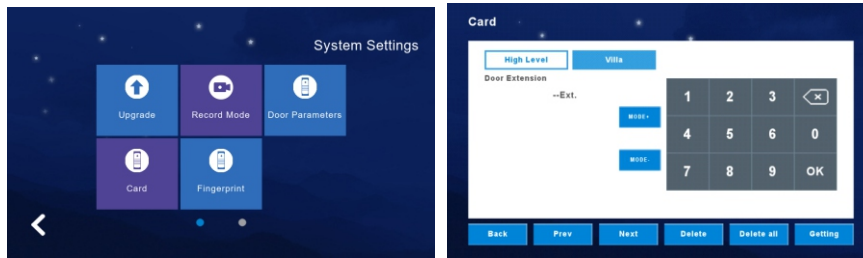 System Settings
Upgrade
Record Mode
Door Parameters
Card
Fingerprint
Card
High Level
Villa
Door Extension
--Ext.
MODE+
MODE-
1 2 3
4 5 6 0
7 8 9 OK
Back Prev Next Delete Delete all Getting